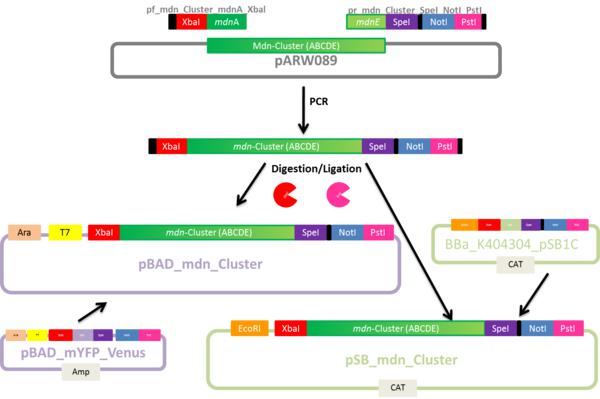 pf_mdn_Cluster_mdnA_XbaI pr_mdn_Cluster_SpeI_NotI_PstI
XbaI mdnA mdnE SpeI NotI PstI
Mdn-Cluster (ABCDE)
pARW089
PCR
XbaI mdn-Cluster (ABCDE) SpeI NotI PstI
Digestion/Ligation
Ara T7 XbaI mdn-Cluster (ABCDE) SpeI NotI PstI
pBAD_mdn_Cluster
BBa_K404304_pSB1C
CAT
pBAD_mYFP_Venus
Amp
EcoRI XbaI mdn-Cluster (ABCDE) SpeI NotI PstI
pSB_mdn_Cluster
CAT